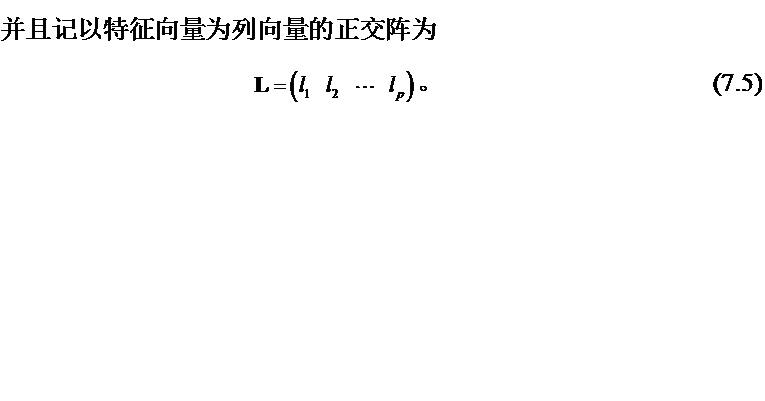 并且记以特征向量为列向量的正交阵为
L = (l₁ l₂ ⋯ lₚ)。 (7.5)